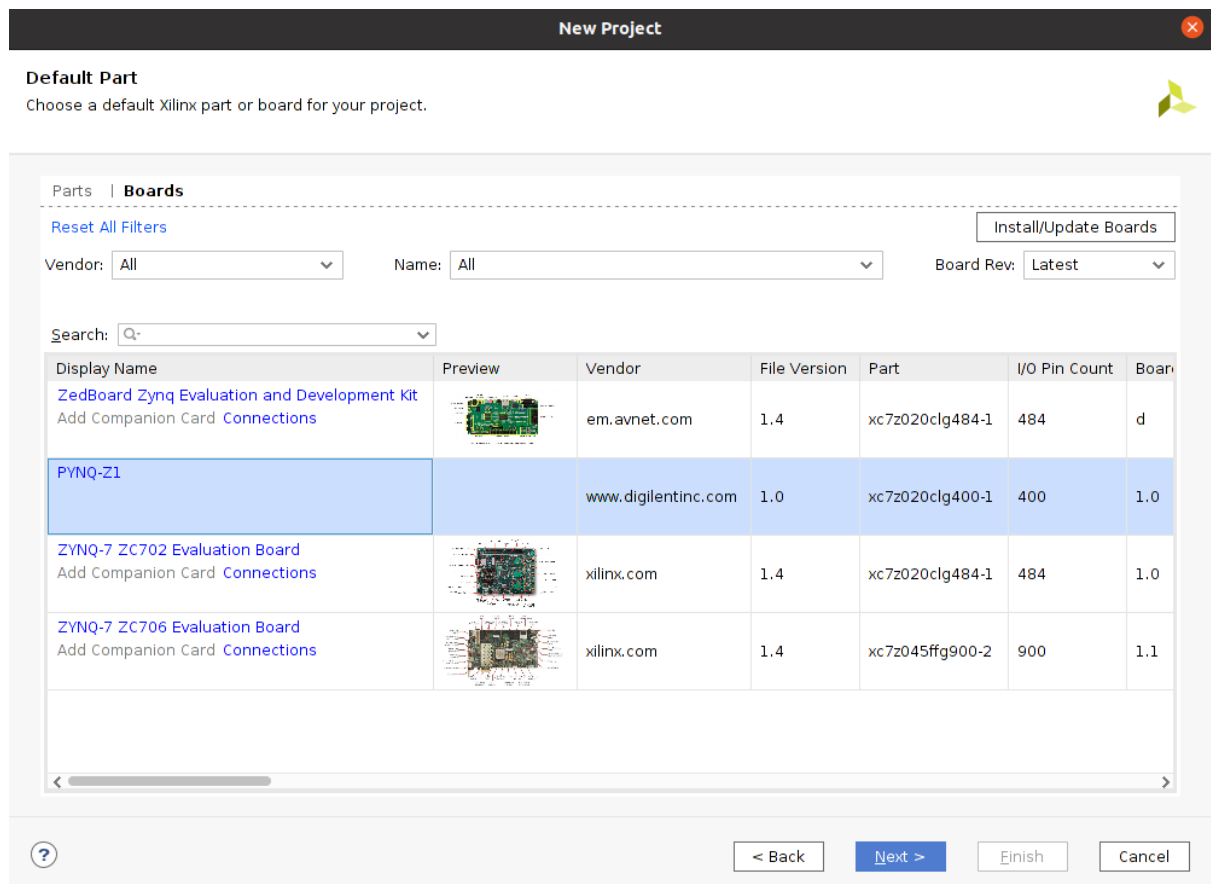 New Project
Default Part
Choose a default Xilinx part or board for your project.
Parts | Boards
Reset All Filters
Install/Update Boards
Vendor: All
Name: All
Board Rev: Latest
Search:
Display Name Preview Vendor File Version Part I/O Pin Count Board
ZedBoard Zynq Evaluation and Development Kit
Add Companion Card Connections
em.avnet.com 1.4 xc7z020clg484-1 484 d
PYNQ-Z1
www.digilentinc.com 1.0 xc7z020clg400-1 400 1.0
ZYNQ-7 ZC702 Evaluation Board
Add Companion Card Connections
xilinx.com 1.4 xc7z020clg484-1 484 1.0
ZYNQ-7 ZC706 Evaluation Board
Add Companion Card Connections
xilinx.com 1.4 xc7z045ffg900-2 900 1.1
?
< Back
Next >
Finish
Cancel